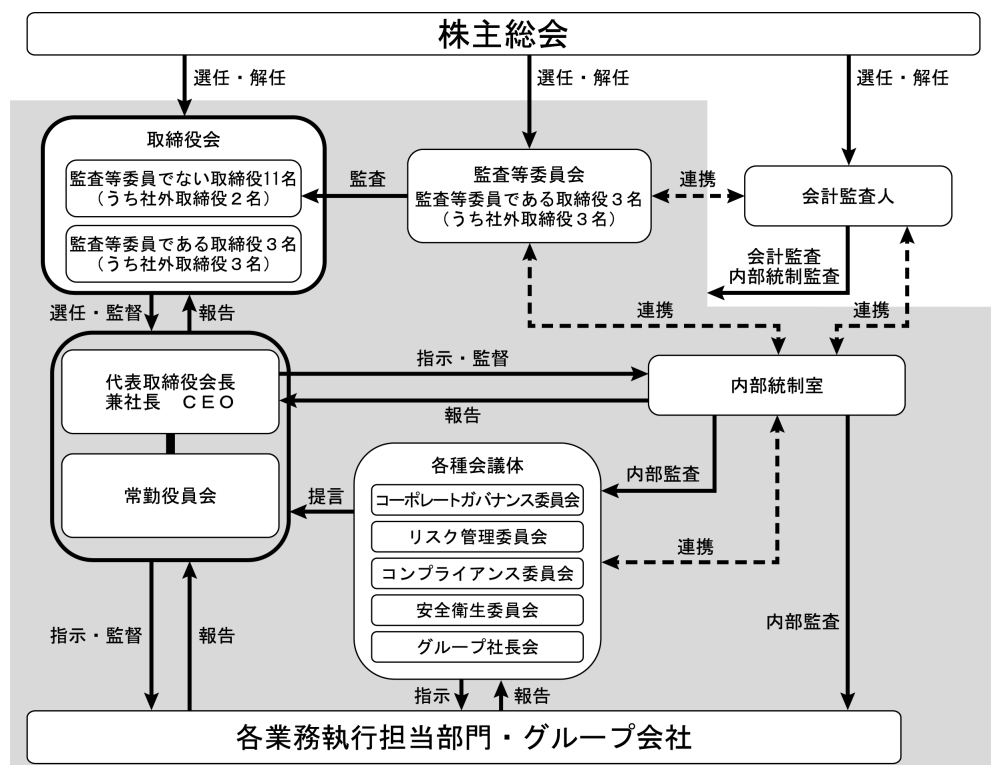 株主総会
選任・解任
選任・解任
選任・解任
取締役会
監査等委員でない取締役11名
（うち社外取締役２名）
監査等委員である取締役３名
（うち社外取締役３名）
監査
監査等委員会
監査等委員である取締役３名
（うち社外取締役３名）
連携
会計監査人
会計監査
内部統制監査
選任・監督
報告
連携
連携
代表取締役会長
兼社長　ＣＥＯ
指示・監督
報告
内部統制室
常勤役員会
提言
各種会議体
コーポレートガバナンス委員会
リスク管理委員会
コンプライアンス委員会
安全衛生委員会
グループ社長会
内部監査
連携
内部監査
指示・監督
報告
指示
報告
各業務執行担当部門・グループ会社